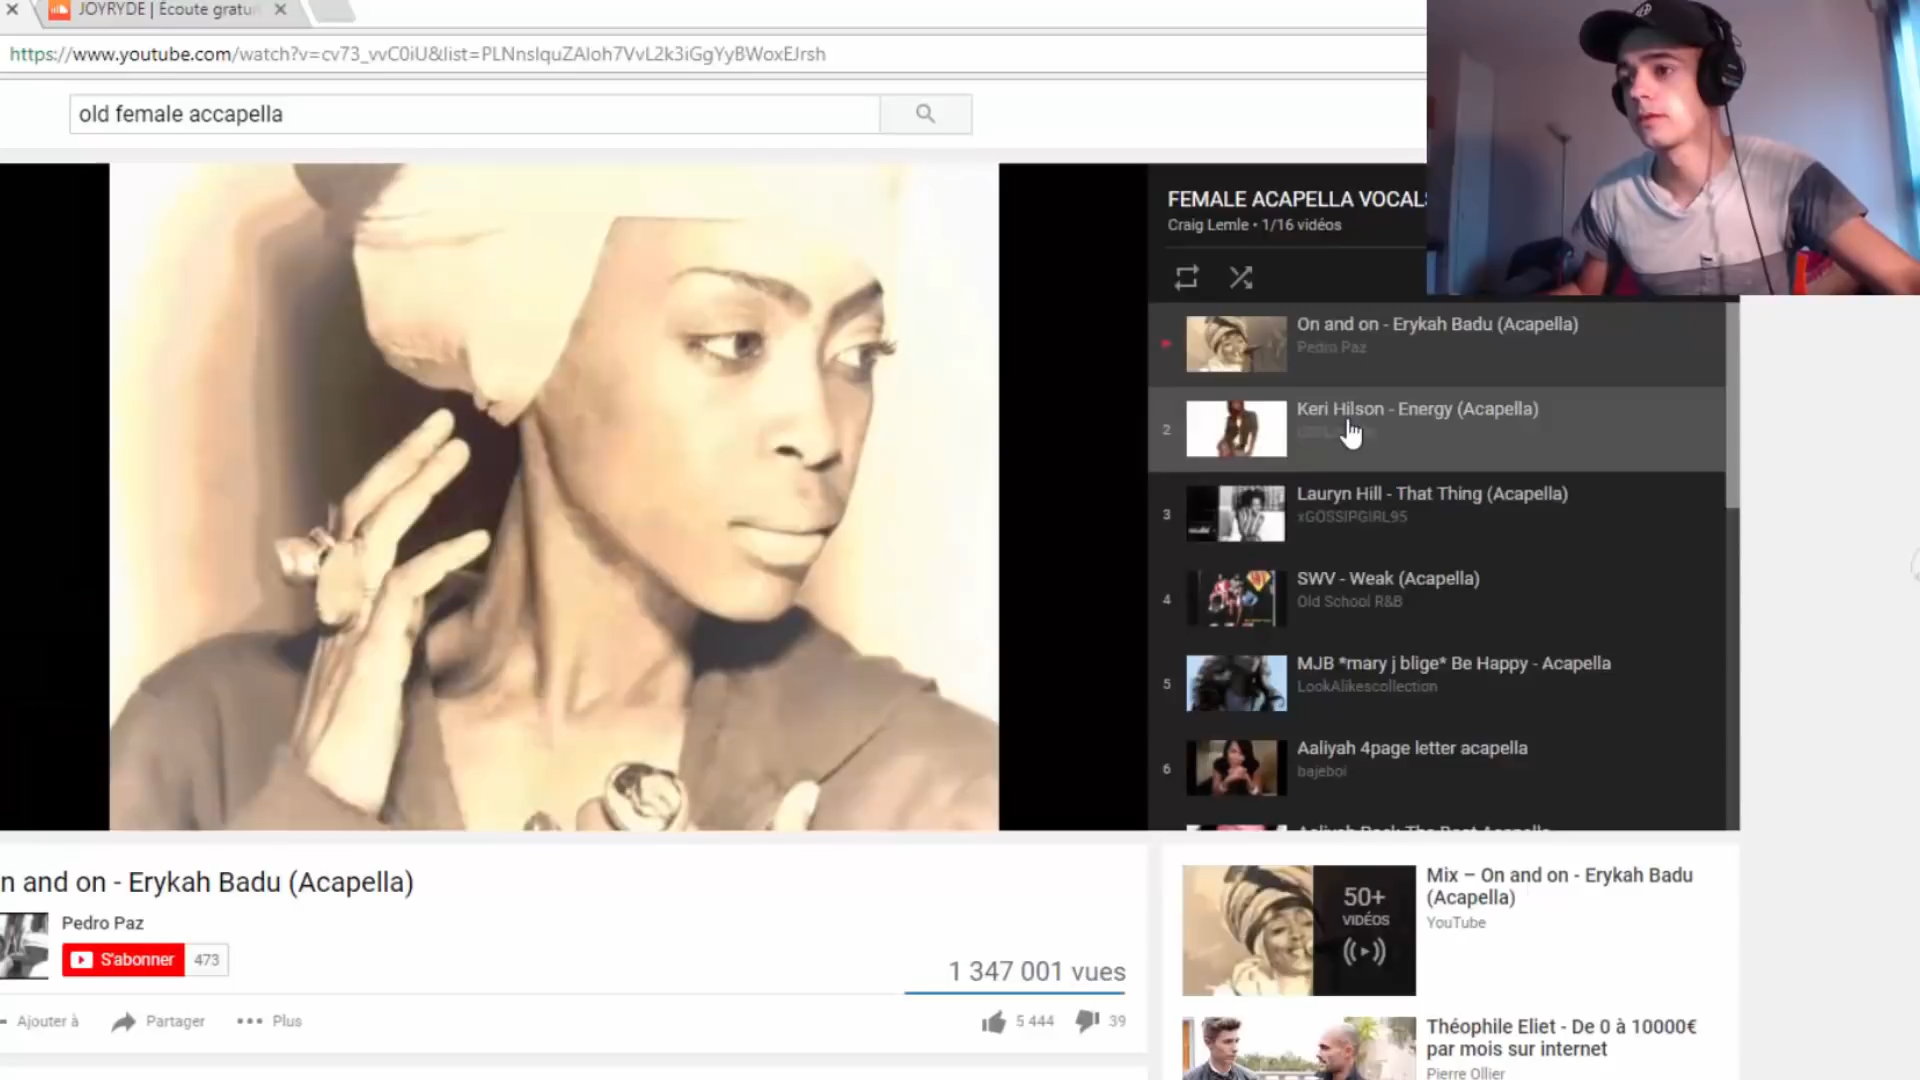 JOYRYDE | Écoute gratu
https://www.youtube.com/watch?v=cv73_vvC0iU&list=PLNnslquZAloh7VvL2k3iGgYyBWoxEJrsh
old female accapella
FEMALE ACAPELLA VOCALS
Craig Lemle • 1/16 vidéos
On and on - Erykah Badu (Acapella)
Pedro Paz
2
Keri Hilson - Energy (Acapella)
3
Lauryn Hill - That Thing (Acapella)
xGOSSIPGIRL95
4
SWV - Weak (Acapella)
Old School R&B
5
MJB *mary j blige* Be Happy - Acapella
LookAlikescollection
6
Aaliyah 4page letter acapella
bajeboi
n and on - Erykah Badu (Acapella)
Pedro Paz
S'abonner 473
1 347 001 vues
Ajouter à Partager Plus
5 444 39
50+
VIDÉOS
Mix – On and on - Erykah Badu
(Acapella)
YouTube
Théophile Eliet - De 0 à 10000€
par mois sur internet
Pierre Ollier